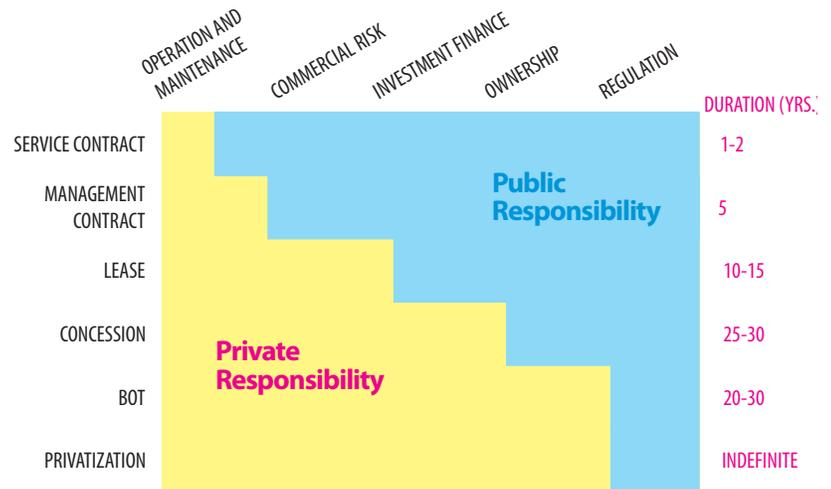 OPERATION AND
MAINTENANCE
COMMERCIAL RISK
INVESTMENT FINANCE
OWNERSHIP
REGULATION
DURATION (YRS.)
SERVICE CONTRACT
1-2
MANAGEMENT
CONTRACT
Public
Responsibility
5
LEASE
10-15
CONCESSION
25-30
Private
Responsibility
BOT
20-30
PRIVATIZATION
INDEFINITE